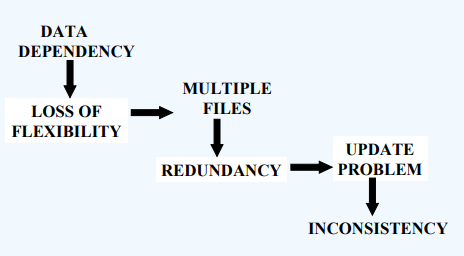 DATA
DEPENDENCY
LOSS OF
FLEXIBILITY
MULTIPLE
FILES
REDUNDANCY
UPDATE
PROBLEM
INCONSISTENCY